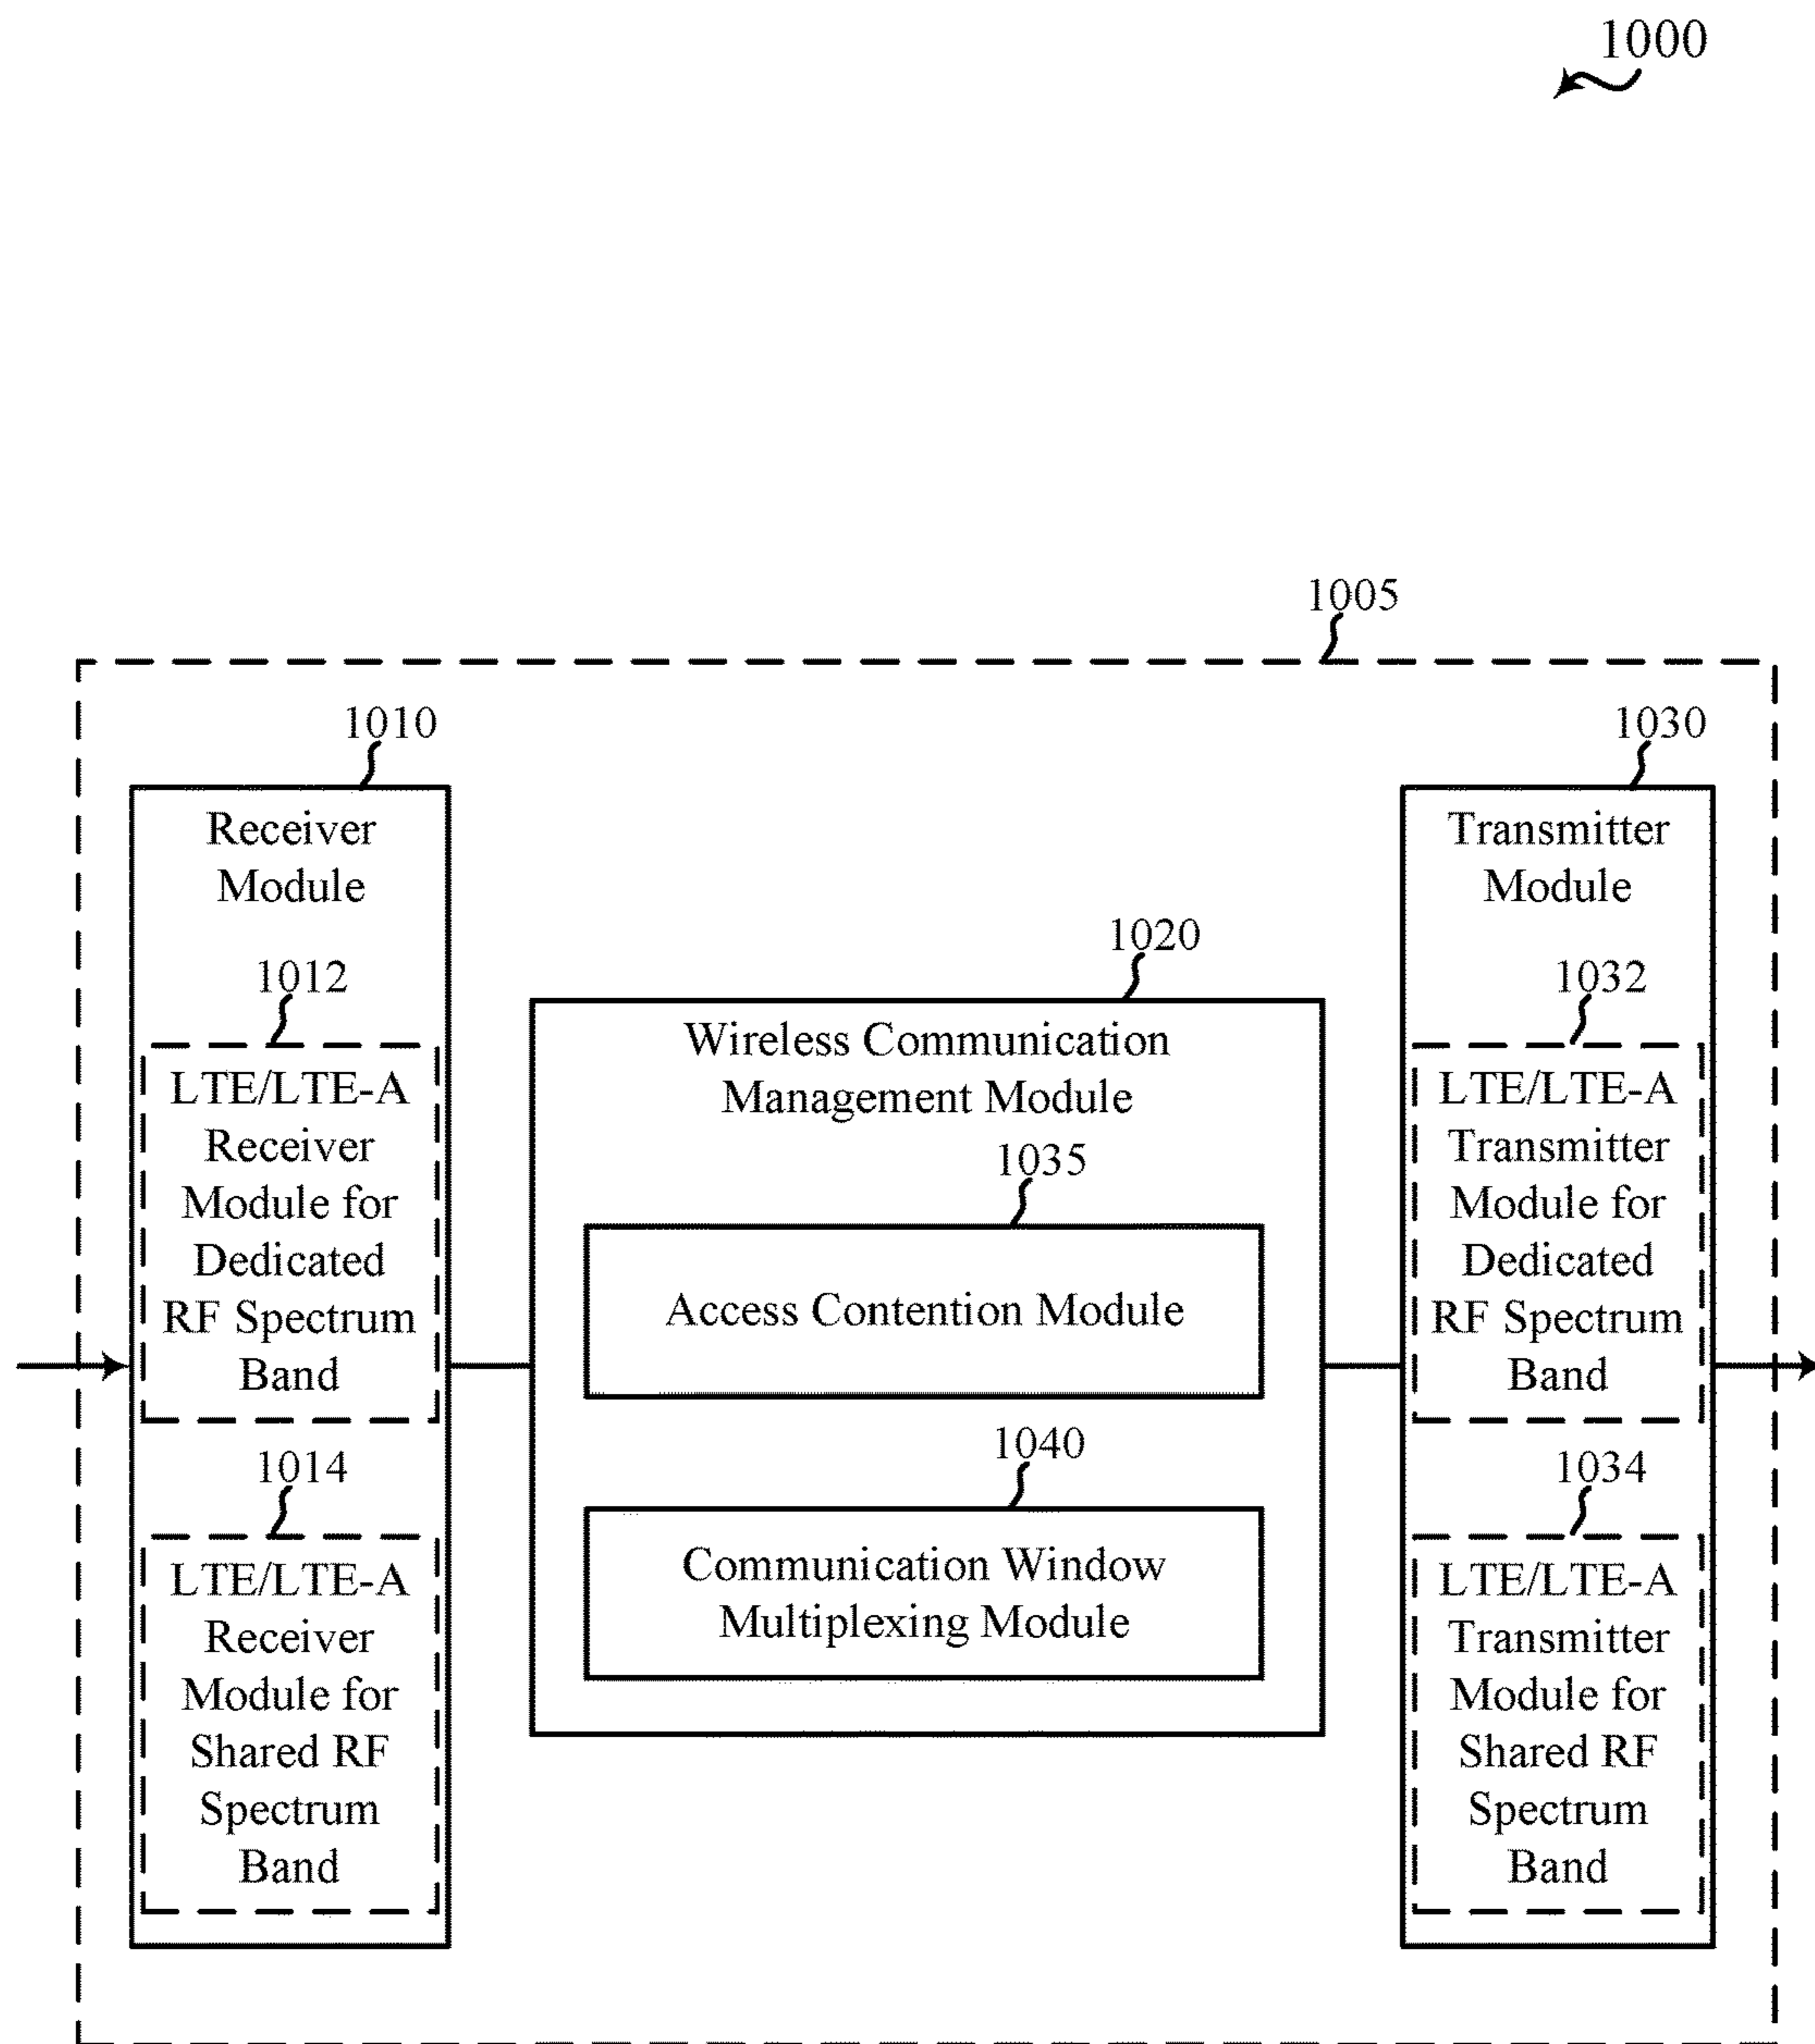 1000
1005
1010
Receiver
Module
1012
LTE/LTE-A
Receiver
Module for
Dedicated
RF Spectrum
Band
1014
LTE/LTE-A
Receiver
Module for
Shared RF
Spectrum
Band
1020
Wireless Communication
Management Module
1035
Access Contention Module
1040
Communication Window
Multiplexing Module
1030
Transmitter
Module
1032
LTE/LTE-A
Transmitter
Module for
Dedicated
RF Spectrum
Band
1034
LTE/LTE-A
Transmitter
Module for
Shared RF
Spectrum
Band